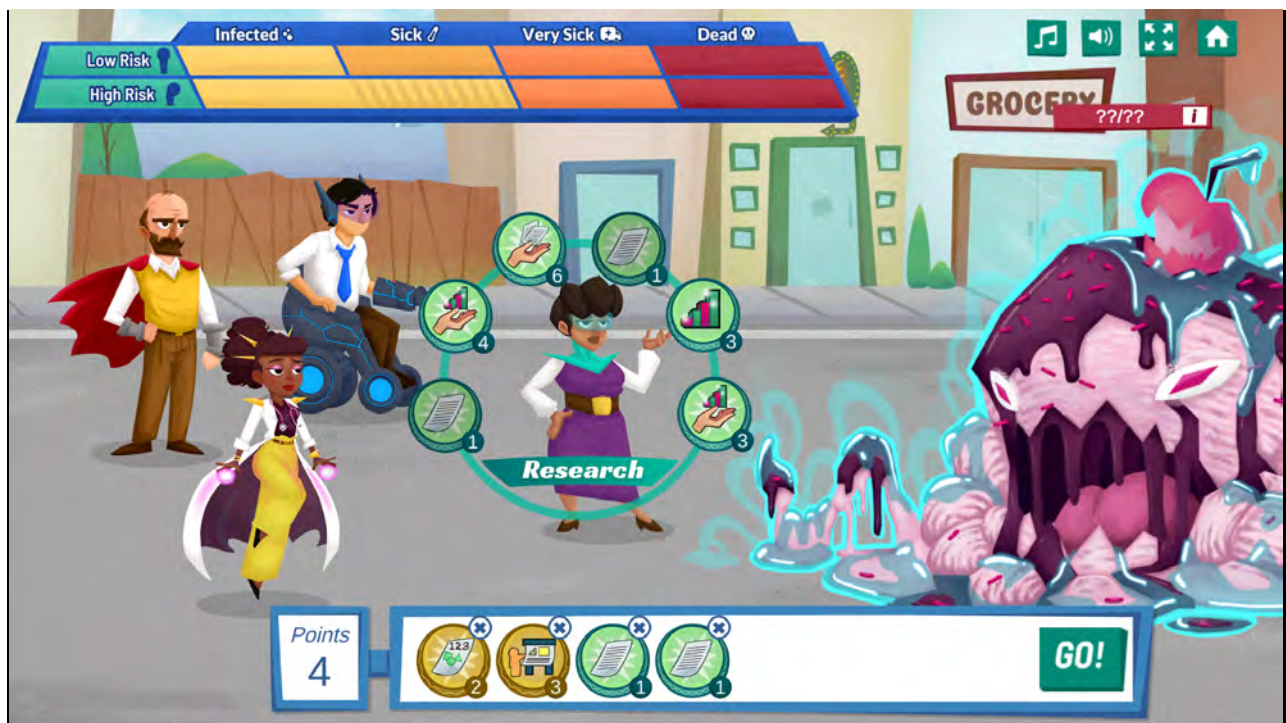 Infected Sick Very Sick Dead
Low Risk
High Risk
GROCERY
??/?? i
6 1
4 3
1 3
Research
Points
4
123
2 3 1 1
GO!